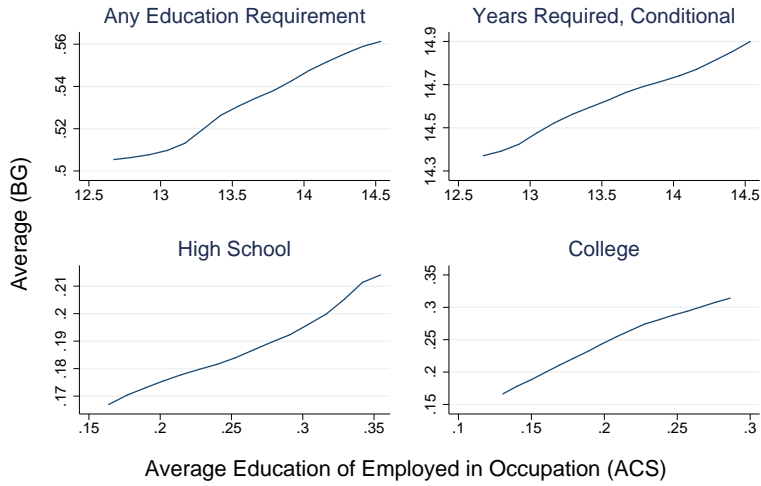 Any Education Requirement
Years Required, Conditional
.56
.54
.52
.5
12.5 13 13.5 14 14.5
14.9
14.7
14.5
14.3
12.5 13 13.5 14 14.5
Average (BG)
High School
College
.21
.2
.19
.18
.17
.15 .2 .25 .3 .35
.35
.3
.25
.2
.15
.1 .15 .2 .25 .3
Average Education of Employed in Occupation (ACS)